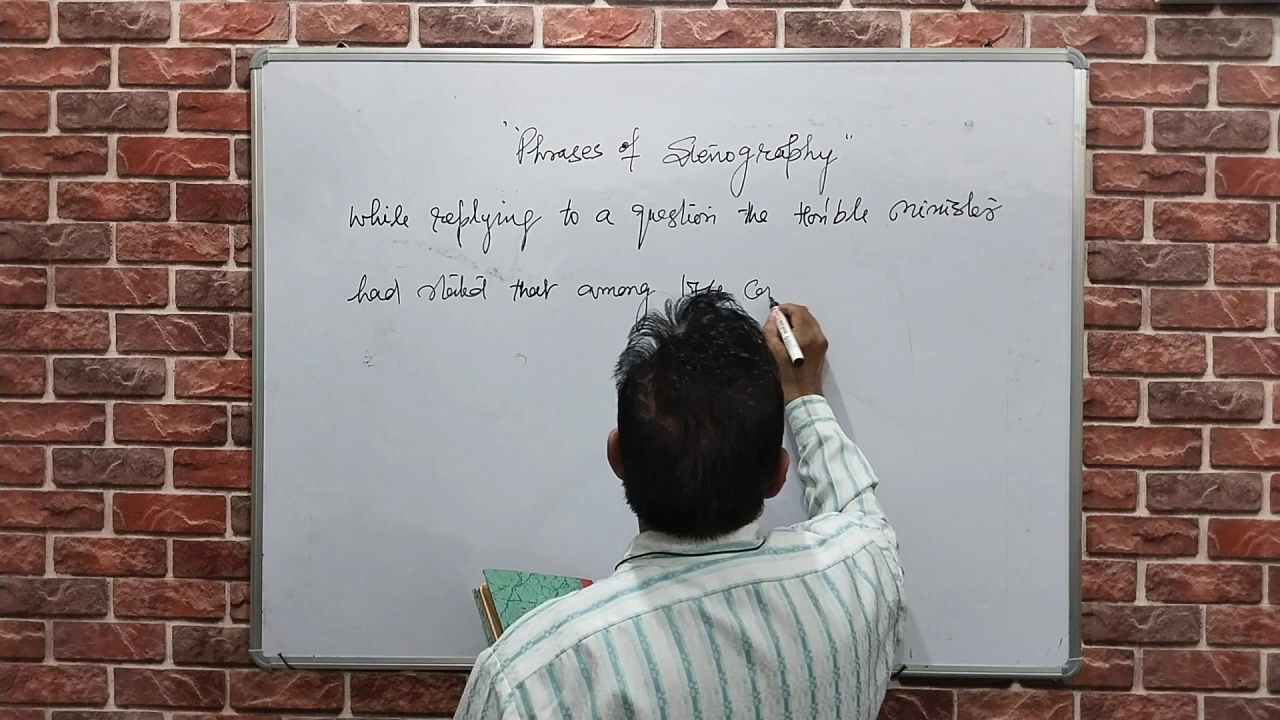 "Phrases of Stenography"
While replying to a question the Hon'ble Minister
had stated that among